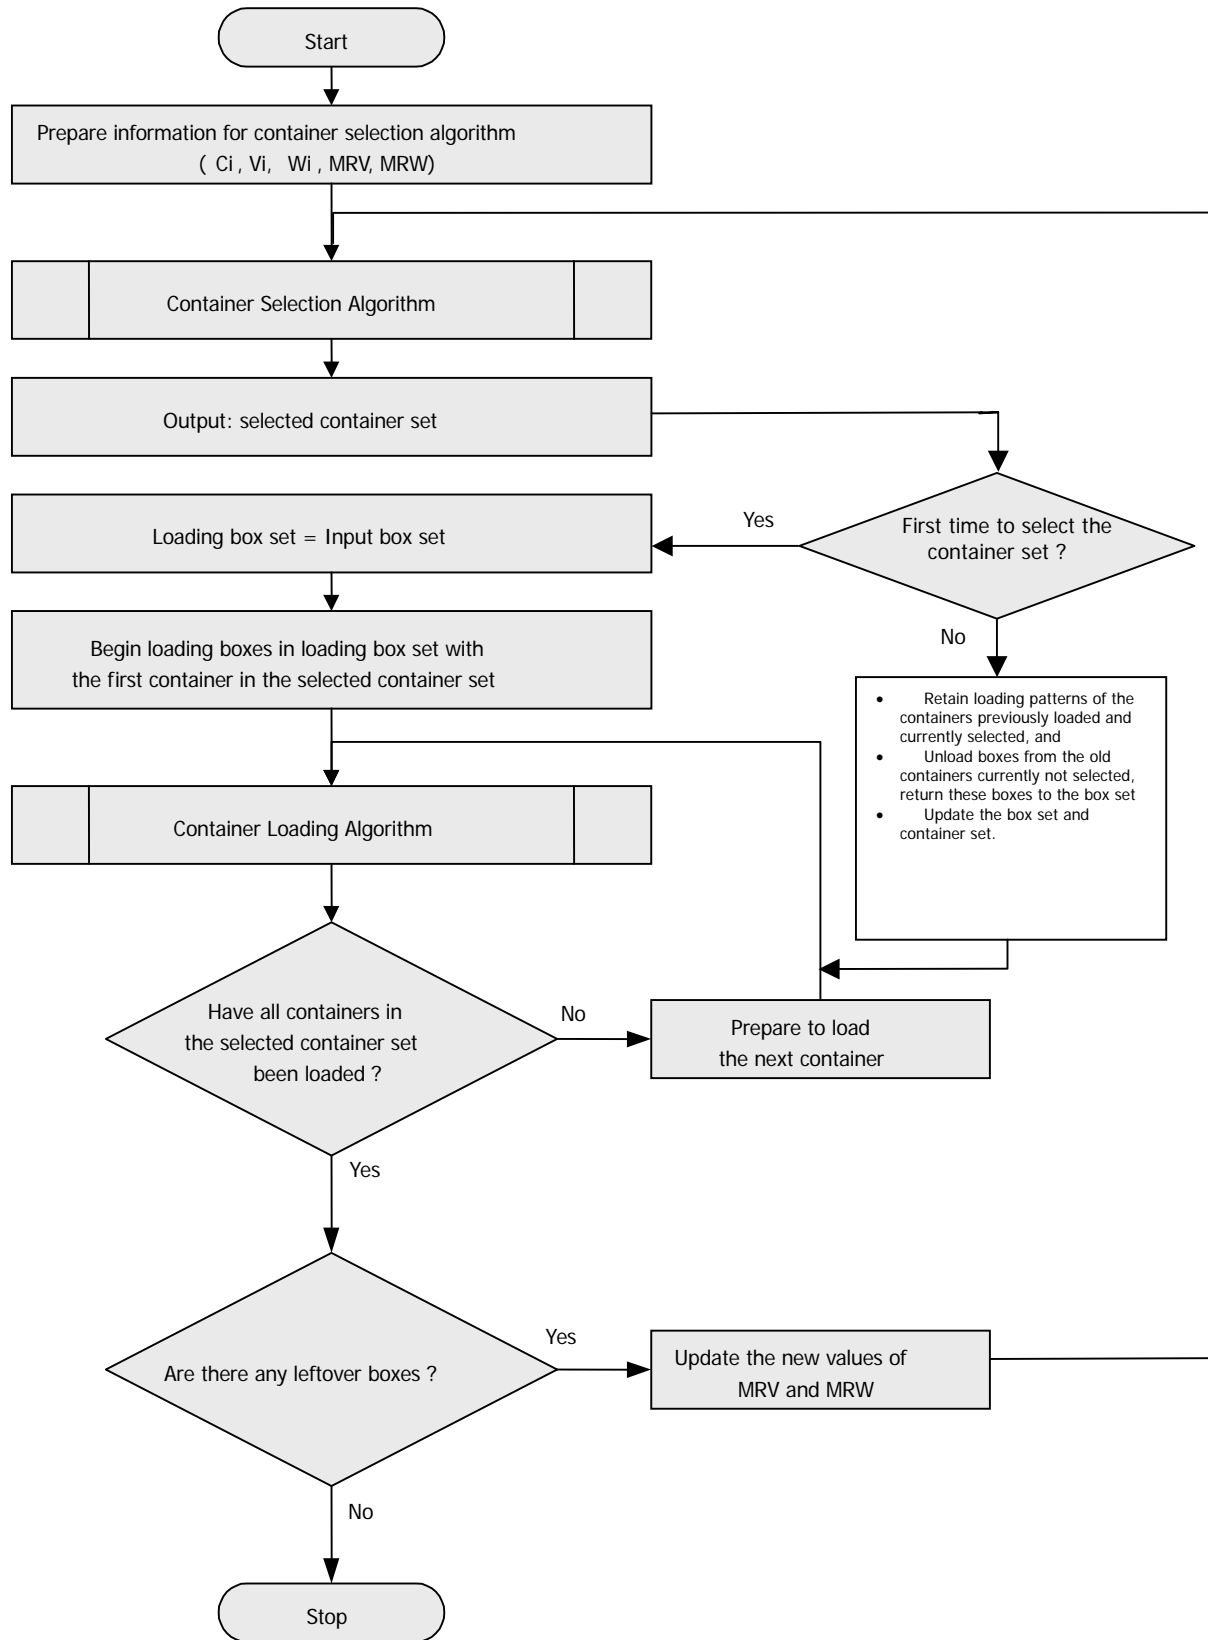 Start
Prepare information for container selection algorithm
( Ci , Vi, Wi , MRV, MRW)
Container Selection Algorithm
Output: selected container set
First time to select the
container set ?
Yes
Loading box set = Input box set
No
Begin loading boxes in loading box set with
the first container in the selected container set
• Retain loading patterns of the
containers previously loaded and
currently selected, and
• Unload boxes from the old
containers currently not selected,
return these boxes to the box set
• Update the box set and
container set.
Container Loading Algorithm
Have all containers in
the selected container set
been loaded ?
No
Prepare to load
the next container
Yes
Are there any leftover boxes ?
Yes
Update the new values of
MRV and MRW
No
Stop